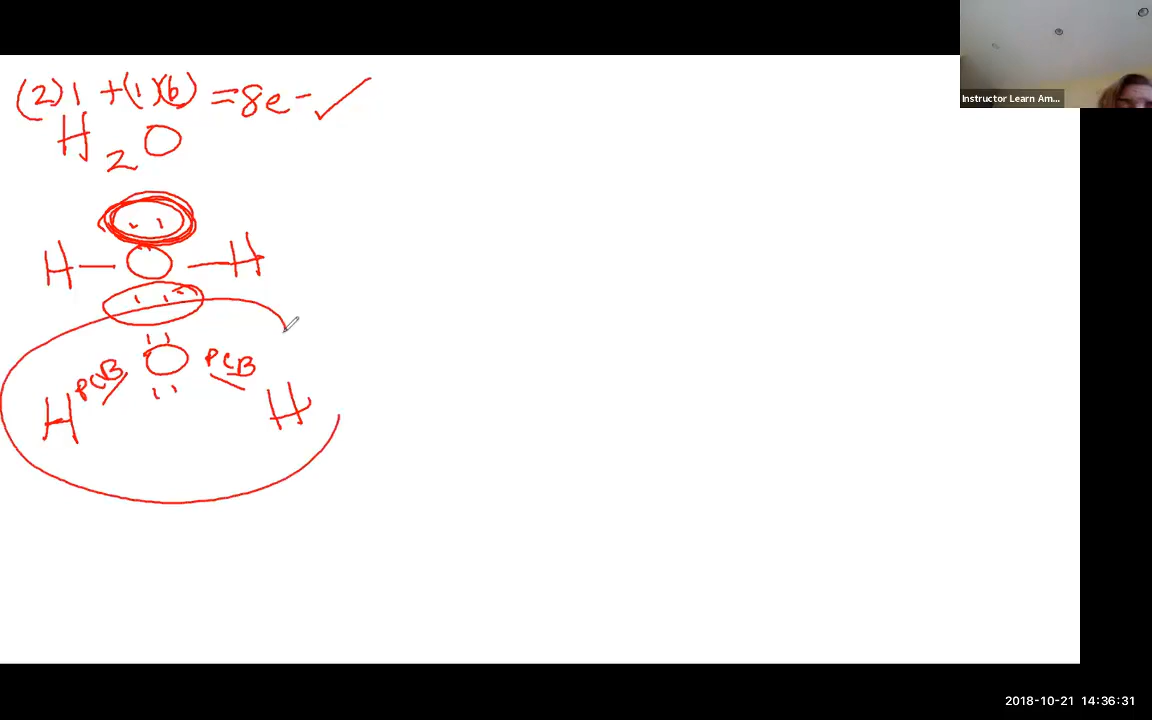 (2)1 +(1)(6) = 8e- ✓
H2O
H — O — H
O
PCB PCB
H H
Instructor Learn Am...
2018-10-21 14:36:31